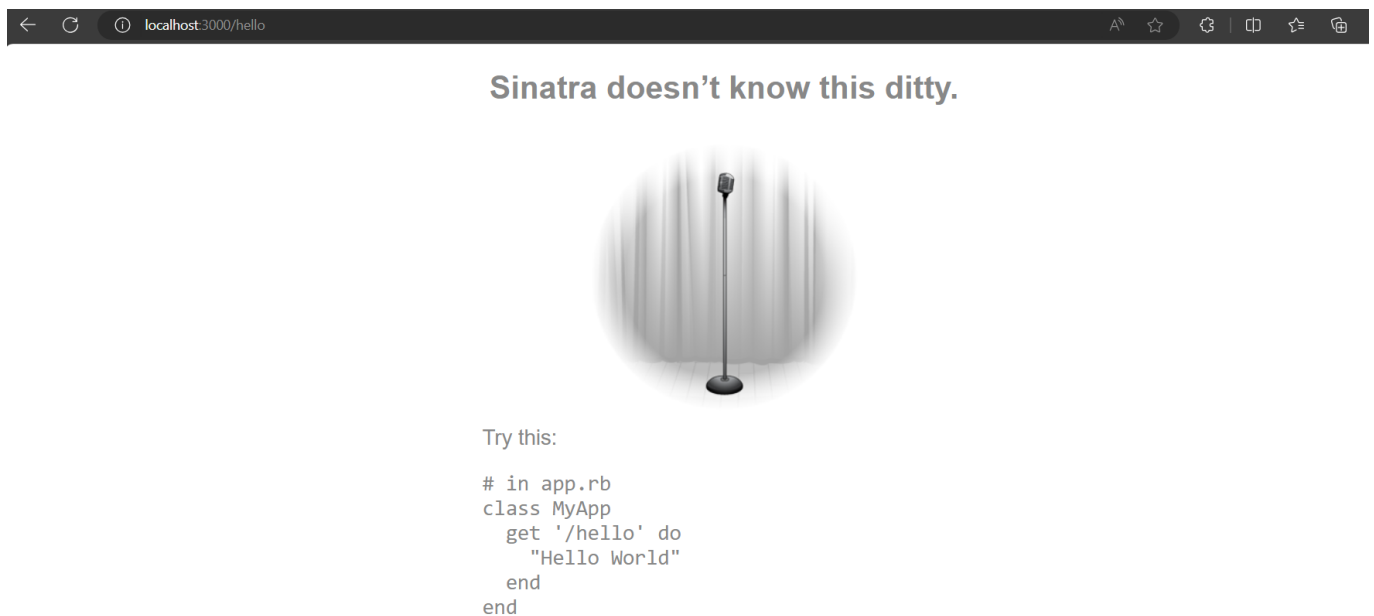 localhost:3000/hello
Sinatra doesn’t know this ditty.
Try this:
# in app.rb
class MyApp
  get '/hello' do
    "Hello World"
  end
end